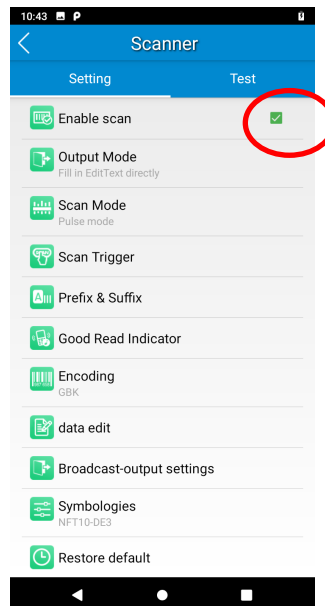 10:43
Scanner
Setting Test
Enable scan
Output Mode
Fill in EditText directly
Scan Mode
Pulse mode
Scan Trigger
Prefix & Suffix
Good Read Indicator
Encoding
GBK
data edit
Broadcast-output settings
Symbologies
NFT10-DE3
Restore default